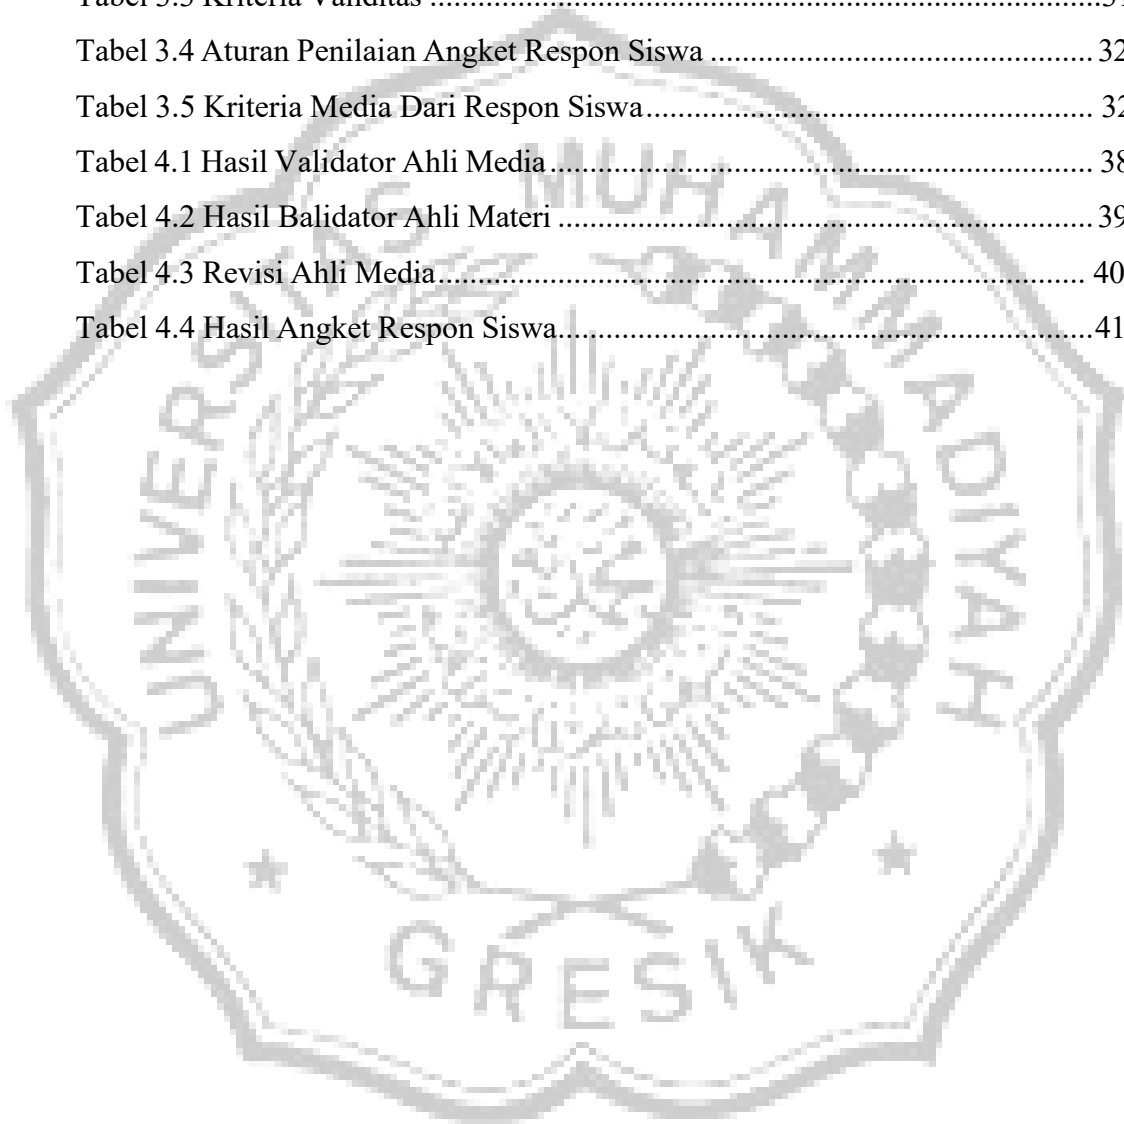 Tabel 3.4 Aturan Penilaian Angket Respon Siswa ........................................... 32
Tabel 3.5 Kriteria Media Dari Respon Siswa.................................................. 32
Tabel 4.1 Hasil Validator Ahli Media............................................................. 38
Tabel 4.2 Hasil Balidator Ahli Materi ............................................................ 39
Tabel 4.3 Revisi Ahli Media........................................................................... 40
Tabel 4.4 Hasil Angket Respon Siswa.............................................................41
UNIVERSITAS MUHAMMADIYAH
GRESIK